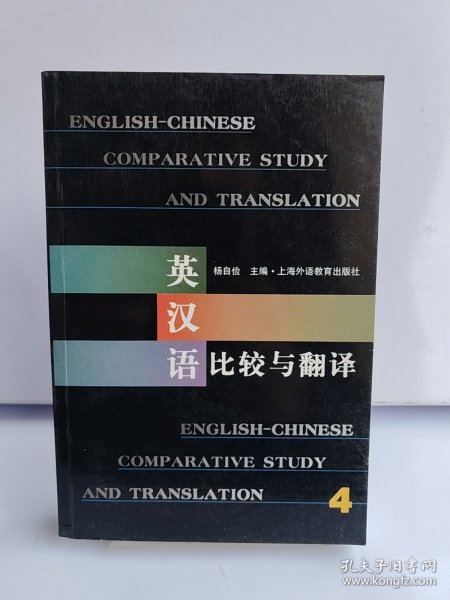 ENGLISH-CHINESE
COMPARATIVE STUDY
AND TRANSLATION
杨自俭 主编·上海外语教育出版社
英
汉
语比较与翻译
ENGLISH-CHINESE
COMPARATIVE STUDY
AND TRANSLATION
4
孔夫子旧书网
www.kongfz.com